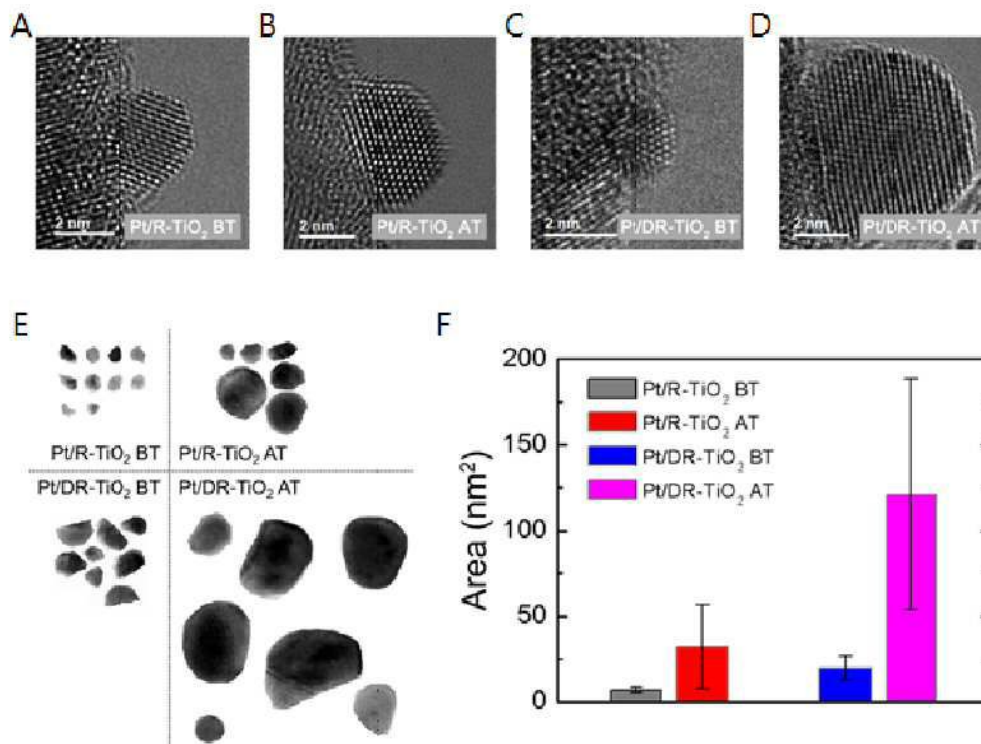 A
B
C
D
2 nm
Pt/R-TiO₂ BT
2 nm
Pt/R-TiO₂ AT
2 nm
Pt/DR-TiO₂ BT
2 nm
Pt/DR-TiO₂ AT
E
Pt/R-TiO₂ BT
Pt/R-TiO₂ AT
Pt/DR-TiO₂ BT
Pt/DR-TiO₂ AT
F
200
150
100
50
0
Area (nm²)
Pt/R-TiO₂ BT
Pt/R-TiO₂ AT
Pt/DR-TiO₂ BT
Pt/DR-TiO₂ AT